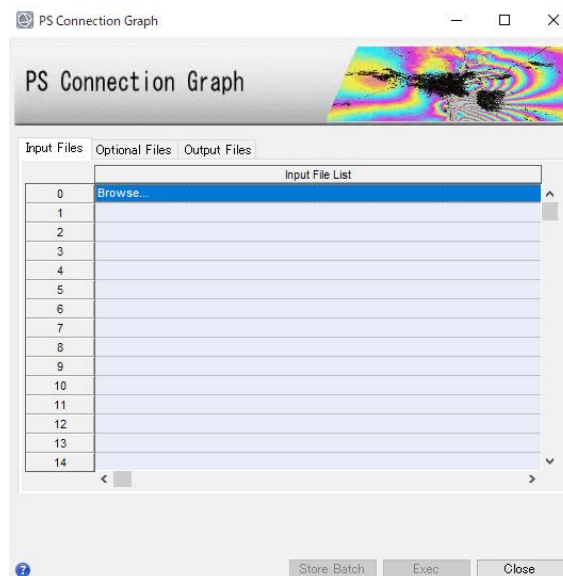 PS Connection Graph
PS Connection Graph
Input Files Optional Files Output Files
Input File List
0 Browse...
1
2
3
4
5
6
7
8
9
10
11
12
13
14
Store Batch Exec Close